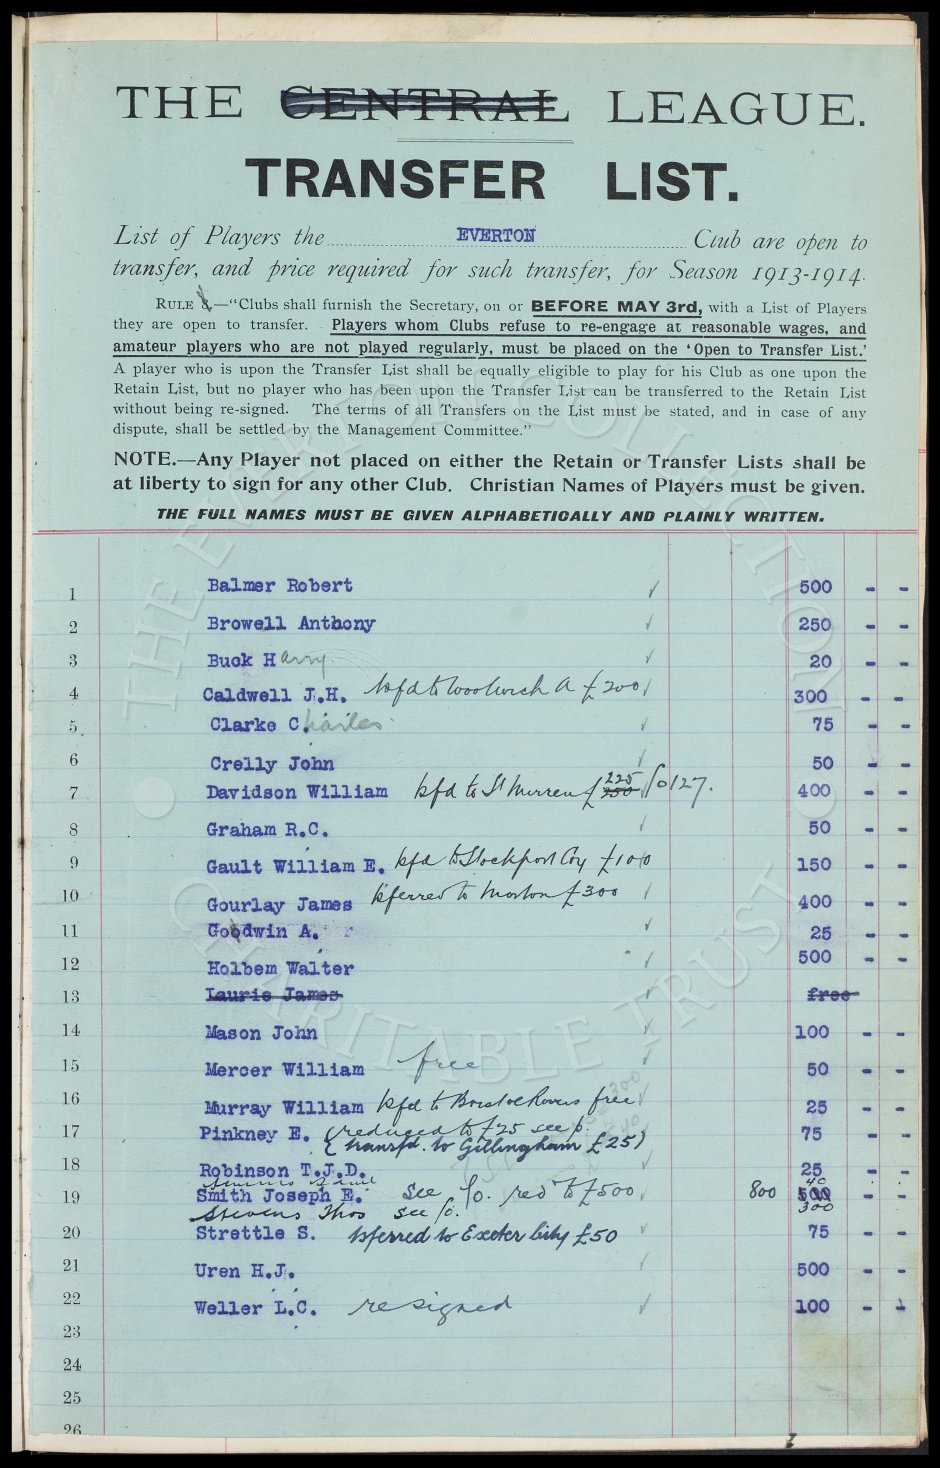 THE CENTRAL LEAGUE.
TRANSFER LIST.
List of Players the EVERTON Club are open to
transfer, and price required for such transfer, for Season 1913-1914.
RULE 8.—"Clubs shall furnish the Secretary, on or BEFORE MAY 3rd, with a List of Players
they are open to transfer. Players whom Clubs refuse to re-engage at reasonable wages, and
amateur players who are not played regularly, must be placed on the 'Open to Transfer List.'
A player who is upon the Transfer List shall be equally eligible to play for his Club as one upon the
Retain List, but no player who has been upon the Transfer List can be transferred to the Retain List
without being re-signed. The terms of all Transfers on the List must be stated, and in case of any
dispute, shall be settled by the Management Committee."
NOTE.—Any Player not placed on either the Retain or Transfer Lists shall be
at liberty to sign for any other Club. Christian Names of Players must be given.
THE FULL NAMES MUST BE GIVEN ALPHABETICALLY AND PLAINLY WRITTEN.
1 Balmer Robert ✓ 500 - -
2 Browell Anthony ✓ 250 - -
3 Buck Harry ✓ 20 - -
4 Caldwell J.H. tsfd to Woolwich A £200 ✓ 300 - -
5 Clarke Charles ✓ 75 - -
6 Crelly John ✓ 50 - -
7 Davidson William tsfd to St Mirren £250 225 fo/27. 400 - -
8 Graham R.C. ✓ 50 - -
9 Gault William E. tsfd to Stockport Coy £100 150 - -
10 Gourlay James tsferred to Morton £300 ✓ 400 - -
11 Goodwin A. ✓ 25 - -
12 Holbem Walter ✓ 500 - -
13 Laurie James ✓ free
14 Mason John ✓ 100 - -
15 Mercer William free ✓ 50 - -
16 Murray William tsfd to Bristol Rovers free ✓ 25 - -
17 Pinkney E. (reduced to £25 see p. 75 - -
transfd. to Gillingham £25)
18 Robinson T.J.D. ✓ 25 - -
40
19 Smith Joseph E. See fo. red to £500 800 500 - -
Stevens Thos see fo. 300
20 Strettle S. tsferred to Exeter City £50 ✓ 75 - -
21 Uren H.J. ✓ 500 - -
22 Weller L.C. resigned ✓ 100 - -
23
24
25
26
THE EVERTON COLLECTION
CHARITABLE TRUST